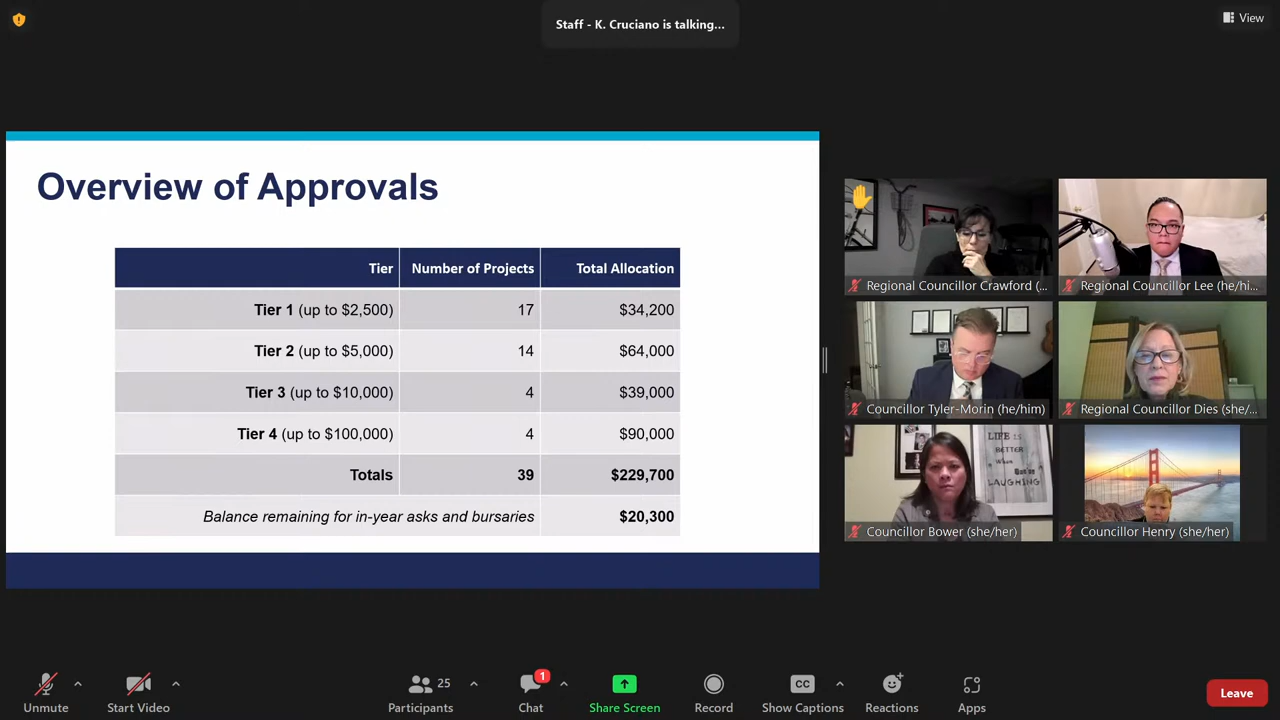 Staff - K. Cruciano is talking...
View
Overview of Approvals
Tier Number of Projects Total Allocation
Tier 1 (up to $2,500) 17 $34,200
Tier 2 (up to $5,000) 14 $64,000
Tier 3 (up to $10,000) 4 $39,000
Tier 4 (up to $100,000) 4 $90,000
Totals 39 $229,700
Balance remaining for in-year asks and bursaries $20,300
Regional Councillor Crawford (...
Regional Councillor Lee (he/hi...
Councillor Tyler-Morin (he/him)
Regional Councillor Dies (she/...
LIFE is
BETTER
When
you're
LAUGHING
Councillor Bower (she/her)
Councillor Henry (she/her)
Unmute
Start Video
25
Participants
1
Chat
Share Screen
Record
CC
Show Captions
Reactions
Apps
Leave